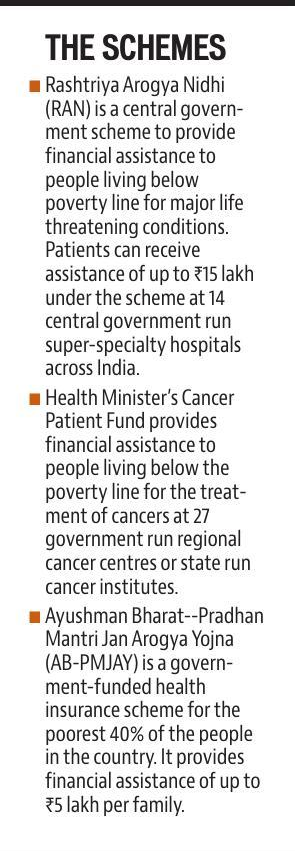 THE SCHEMES
■ Rashtriya Arogya Nidhi
(RAN) is a central govern-
ment scheme to provide
financial assistance to
people living below
poverty line for major life
threatening conditions.
Patients can receive
assistance of up to ₹15 lakh
under the scheme at 14
central government run
super-specialty hospitals
across India.
■ Health Minister's Cancer
Patient Fund provides
financial assistance to
people living below the
poverty line for the treat-
ment of cancers at 27
government run regional
cancer centres or state run
cancer institutes.
■ Ayushman Bharat--Pradhan
Mantri Jan Arogya Yojna
(AB-PMJAY) is a govern-
ment-funded health
insurance scheme for the
poorest 40% of the people
in the country. It provides
financial assistance of up to
₹5 lakh per family.